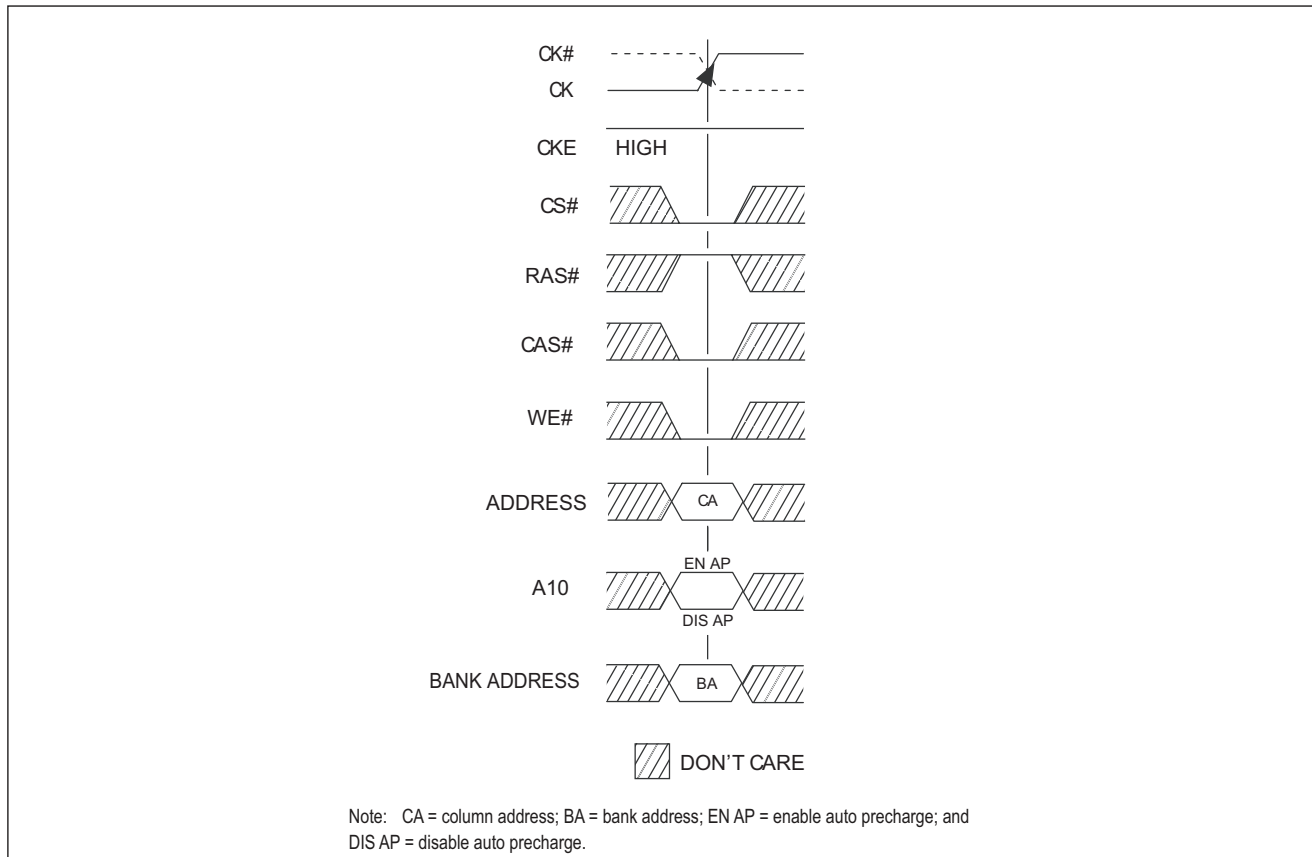 CK#
CK
CKE HIGH
CS#
RAS#
CAS#
WE#
ADDRESS CA
EN AP
A10
DIS AP
BANK ADDRESS BA
DON'T CARE
Note: CA = column address; BA = bank address; EN AP = enable auto precharge; and
DIS AP = disable auto precharge.